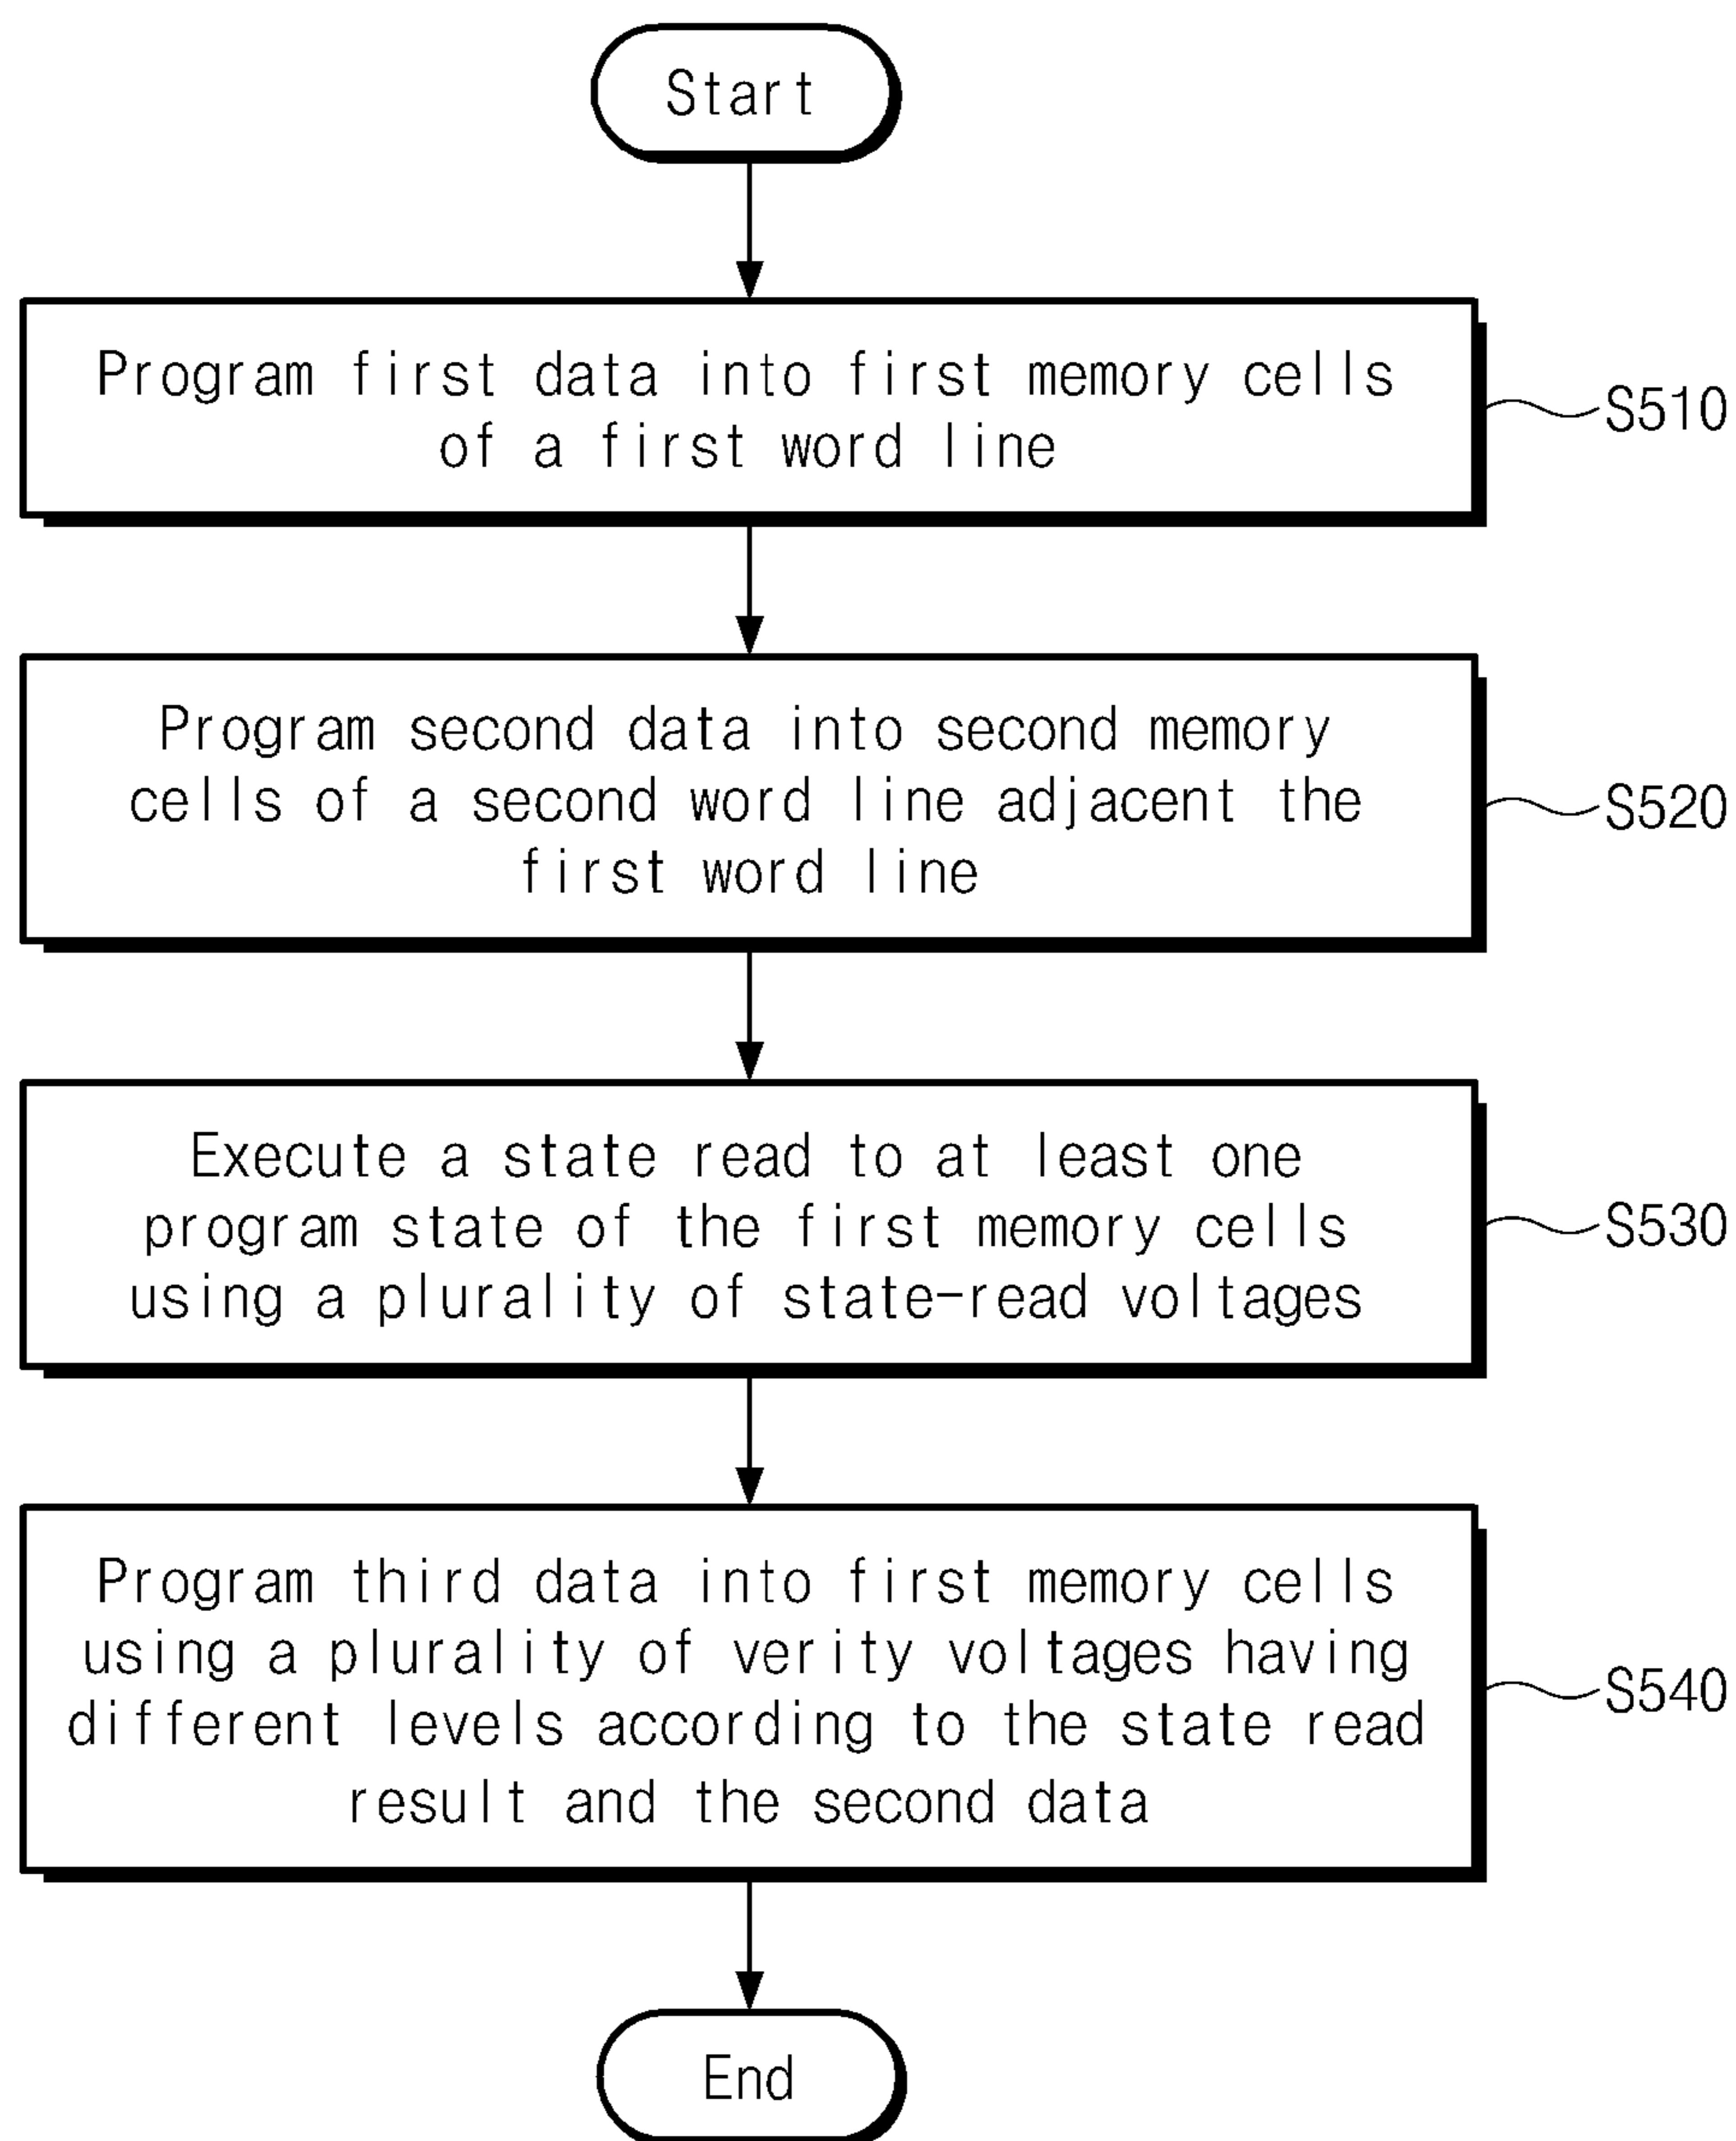 Start
Program first data into first memory cells
of a first word line
S510
Program second data into second memory
cells of a second word line adjacent the
first word line
S520
Execute a state read to at least one
program state of the first memory cells
using a plurality of state-read voltages
S530
Program third data into first memory cells
using a plurality of verity voltages having
different levels according to the state read
result and the second data
S540
End